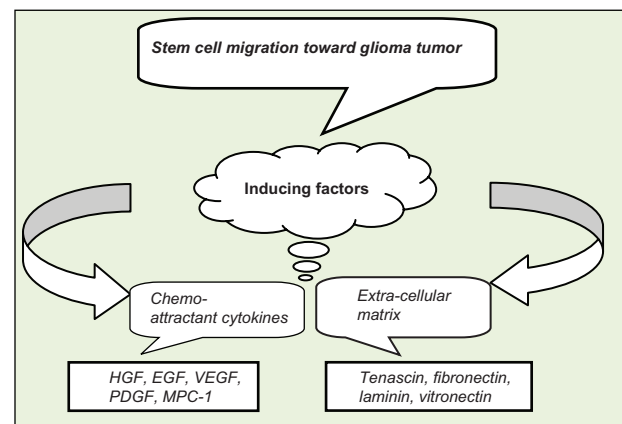 Stem cell migration toward glioma tumor
Inducing factors
Chemo-
attractant cytokines
Extra-cellular
matrix
HGF, EGF, VEGF,
PDGF, MPC-1
Tenascin, fibronectin,
laminin, vitronectin